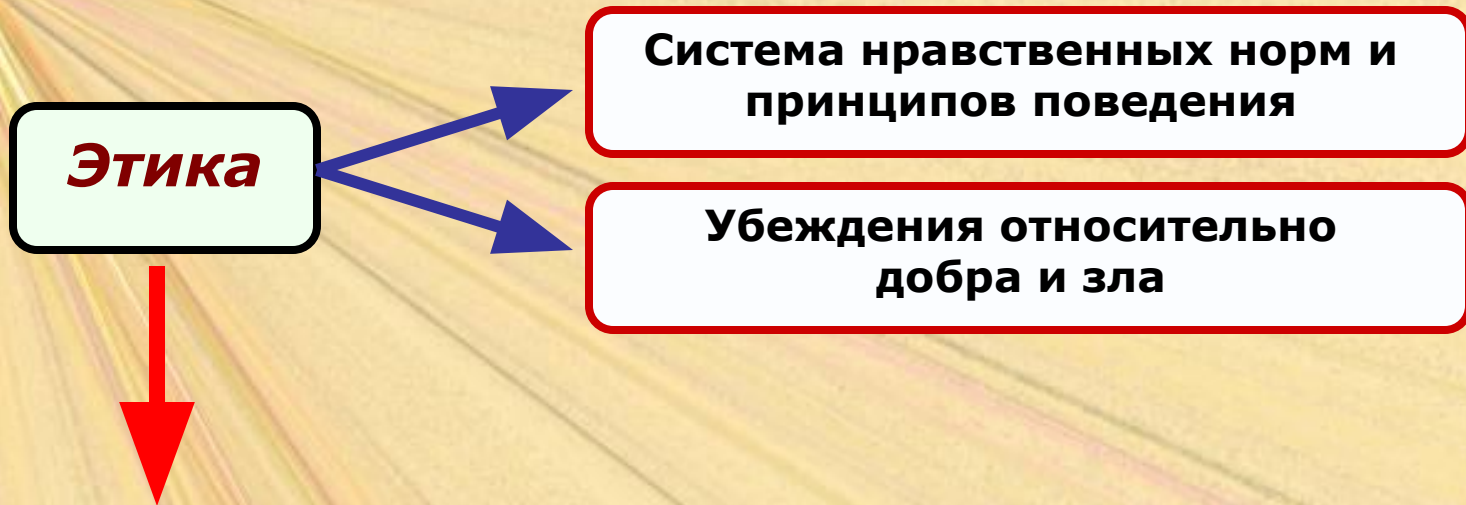 Этика
Система нравственных норм и
принципов поведения
Убеждения относительно
добра и зла